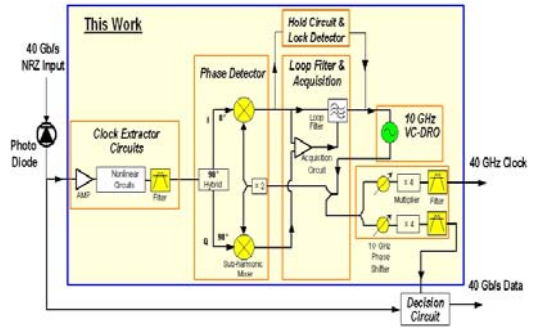 This Work
Hold Circuit &
Lock Detector
40 Gb/s
NRZ Input
Phase Detector
Loop Filter &
Acquisition
10 GHz
VC-DRO
Photo
Diode
Clock Extractor
Circuits
I
0°
Loop
Filter
AMP
Nonlinear
Circuits
Filter
90°
Hybrid
x 2
Acquisition
Circuit
40 GHz Clock
x 4
Multiplier
Filter
Q
90°
Sub-harmonic
Mixer
10 GHz
Phase
Shifter
x 4
40 Gb/s Data
Decision
Circuit